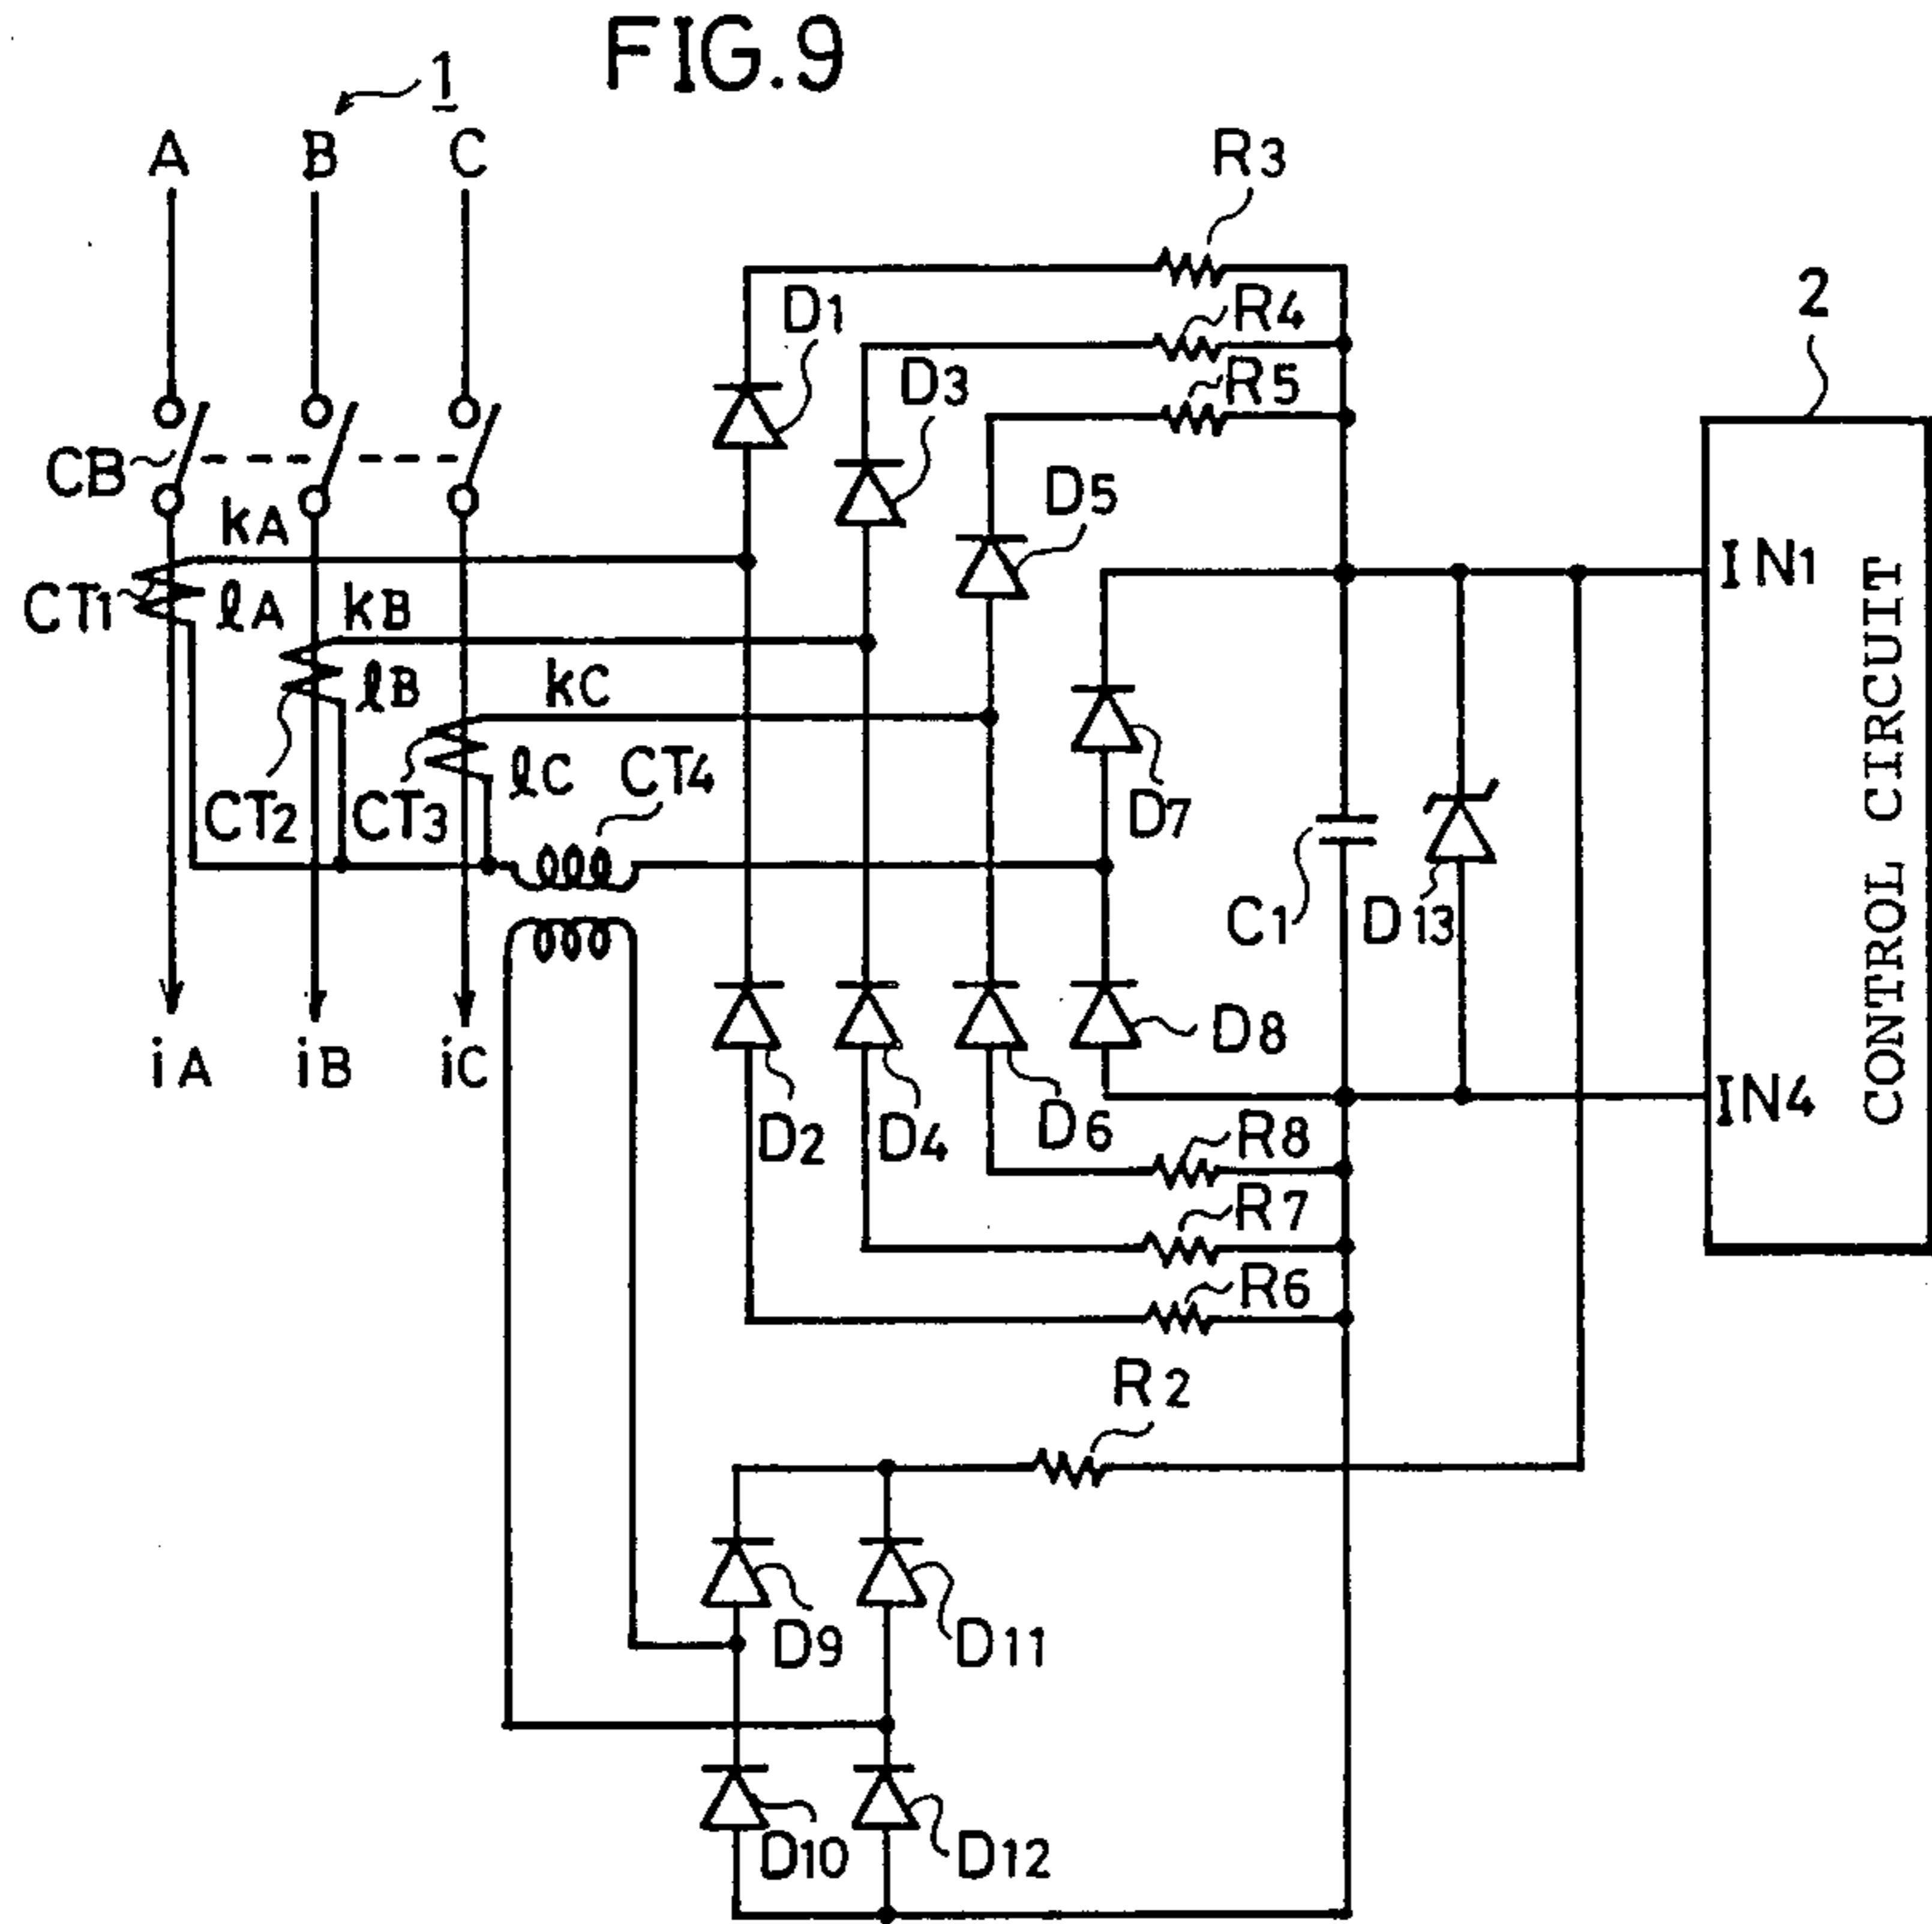 FIG.9
1
A B C
R3
R4
R5
D1
D3
D5
2
CB
kA
lA
CT1
kB
lB
kC
lC
CT2
CT3
CT4
D7
C1
D13
IN1
IN4
CONTROL CIRCUIT
iA iB iC
D2
D4
D6
D8
R8
R7
R6
R2
D9
D11
D10
D12